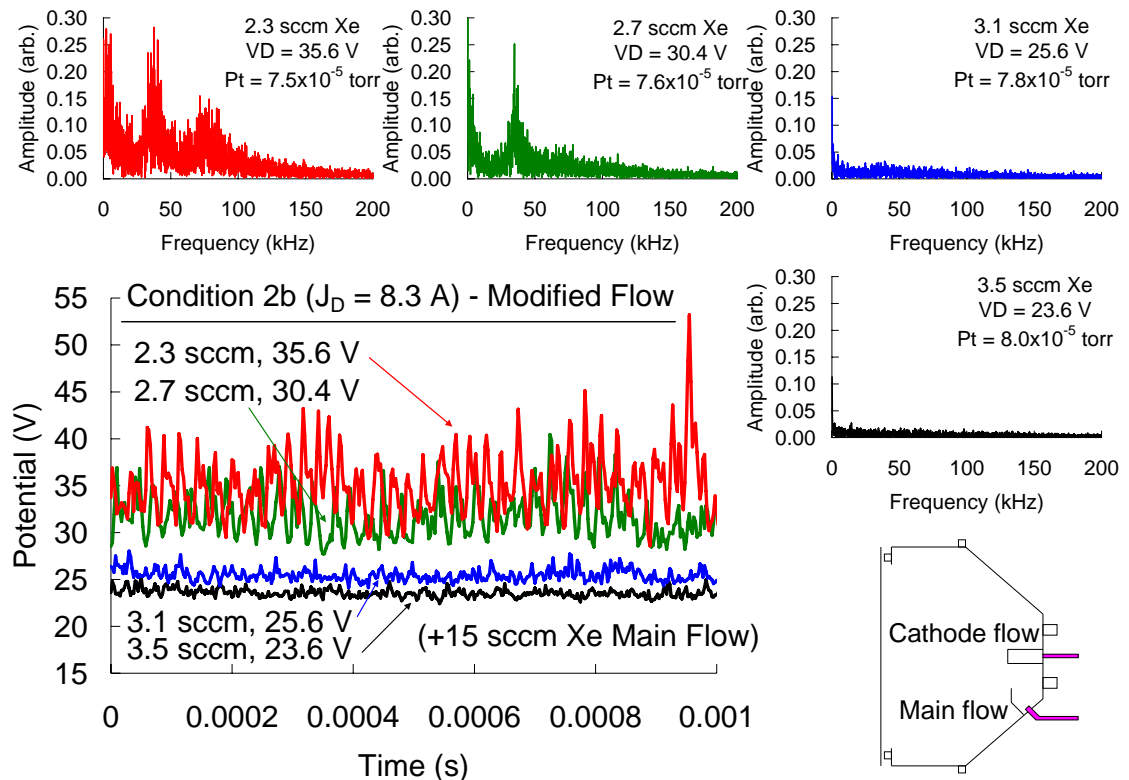 2.3 sccm Xe
VD = 35.6 V
Pt = 7.5x10⁻⁵ torr
Amplitude (arb.)
0.30
0.25
0.20
0.15
0.10
0.05
0.00
0 50 100 150 200
Frequency (kHz)
2.7 sccm Xe
VD = 30.4 V
Pt = 7.6x10⁻⁵ torr
Amplitude (arb.)
0.30
0.25
0.20
0.15
0.10
0.05
0.00
0 50 100 150 200
Frequency (kHz)
3.1 sccm Xe
VD = 25.6 V
Pt = 7.8x10⁻⁵ torr
Amplitude (arb.)
0.30
0.25
0.20
0.15
0.10
0.05
0.00
0 50 100 150 200
Frequency (kHz)
3.5 sccm Xe
VD = 23.6 V
Pt = 8.0x10⁻⁵ torr
Amplitude (arb.)
0.30
0.25
0.20
0.15
0.10
0.05
0.00
0 50 100 150 200
Frequency (kHz)
Condition 2b (J_D = 8.3 A) - Modified Flow
2.3 sccm, 35.6 V
2.7 sccm, 30.4 V
3.1 sccm, 25.6 V
3.5 sccm, 23.6 V
(+15 sccm Xe Main Flow)
Potential (V)
55
50
45
40
35
30
25
20
15
0 0.0002 0.0004 0.0006 0.0008 0.001
Time (s)
Cathode flow
Main flow